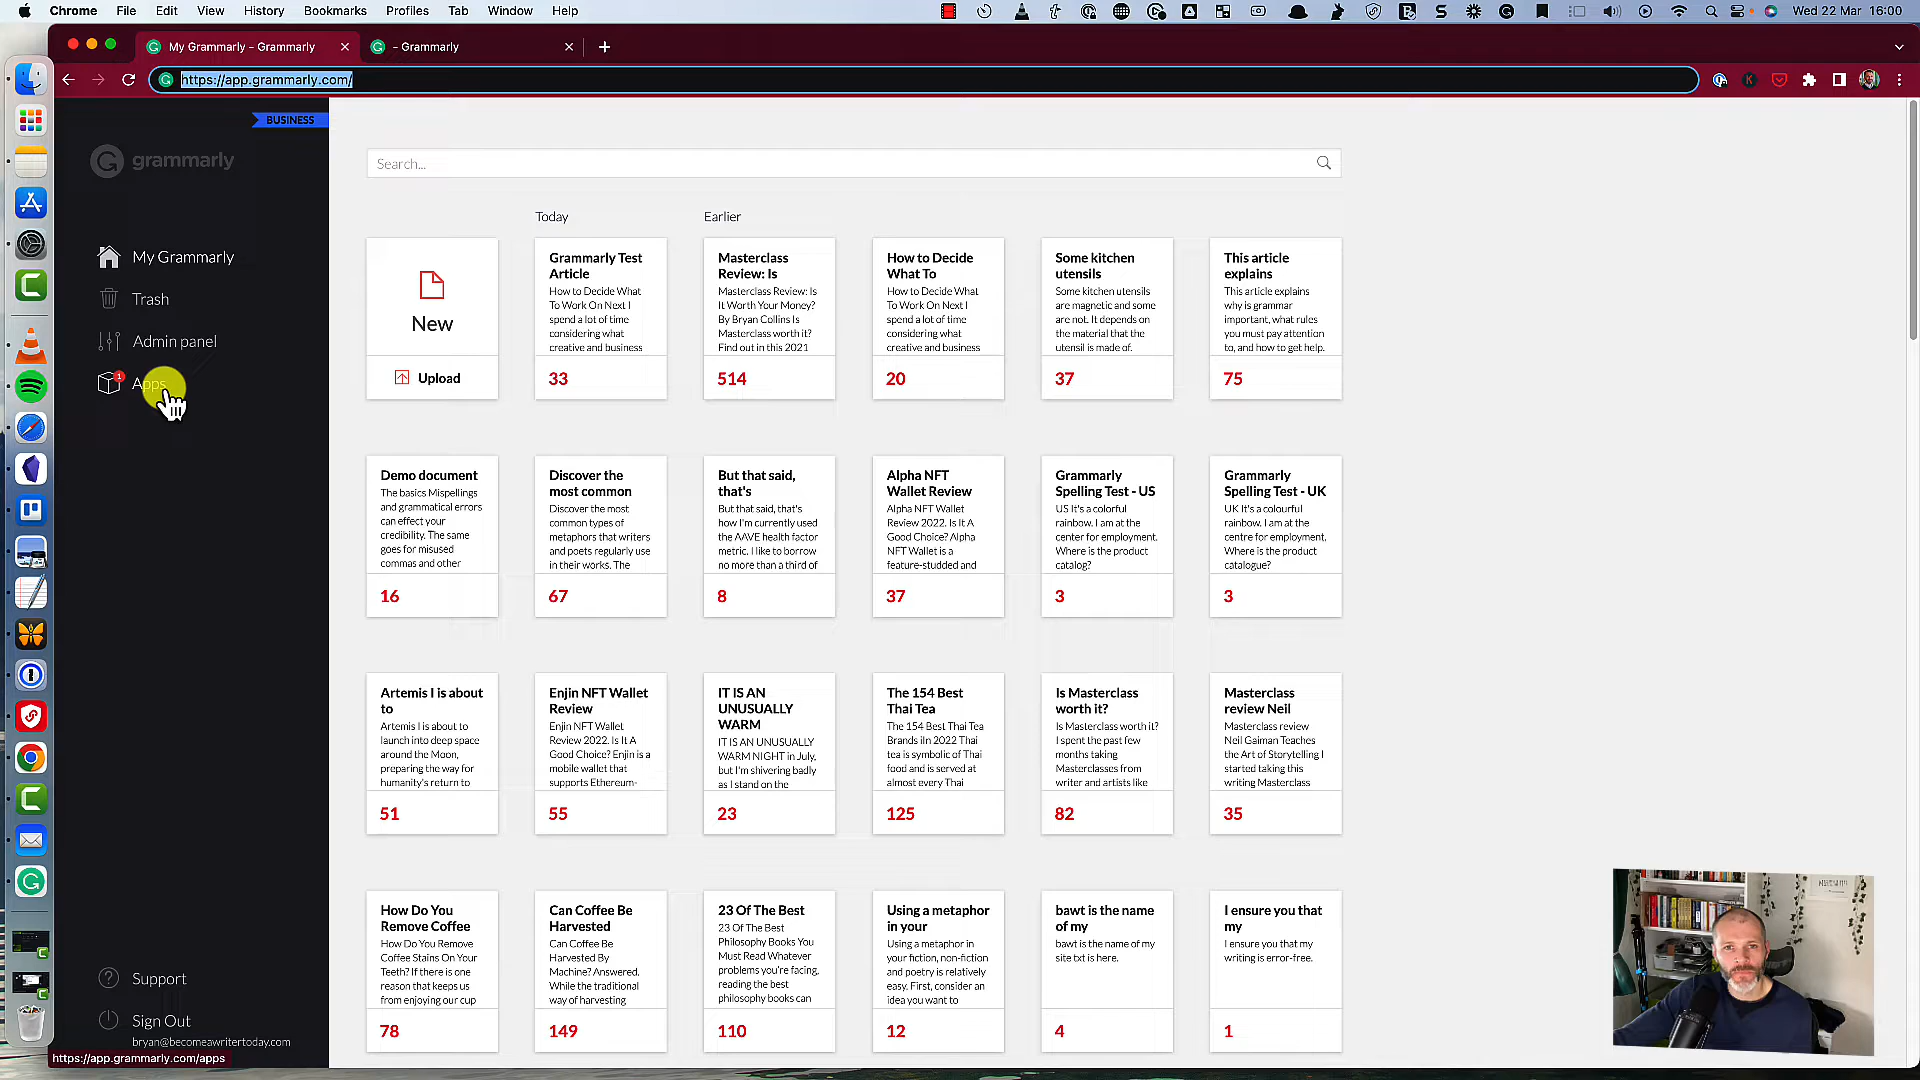 Chrome File Edit View History Bookmarks Profiles Tab Window Help Wed 22 Mar 16:00
My Grammarly – Grammarly
– Grammarly
https://app.grammarly.com/
BUSINESS
grammarly
My Grammarly
Trash
Admin panel
Apps
1
Support
Sign Out
bryan@becomeawritertoday.com
https://app.grammarly.com/apps
Search...
Today
Earlier
New
Upload
Grammarly Test
Article
How to Decide What
To Work On Next I
spend a lot of time
considering what
creative and business
33
Masterclass
Review: Is
Masterclass Review: Is
It Worth Your Money?
By Bryan Collins Is
Masterclass worth it?
Find out in this 2021
514
How to Decide
What To
How to Decide What
To Work On Next I
spend a lot of time
considering what
creative and business
20
Some kitchen
utensils
Some kitchen utensils
are magnetic and some
are not. It depends on
the material that the
utensil is made of.
37
This article
explains
This article explains
why is grammar
important, what rules
you must pay attention
to, and how to get help.
75
Demo document
The basics Mispellings
and grammatical errors
can effect your
credibility. The same
goes for misused
commas and other
16
Discover the
most common
Discover the most
common types of
metaphors that writers
and poets regularly use
in their works. The
67
But that said,
that's
But that said, that's
how I'm currently used
the AAVE health factor
metric. I like to borrow
no more than a third of
8
Alpha NFT
Wallet Review
Alpha NFT Wallet
Review 2022. Is It A
Good Choice? Alpha
NFT Wallet is a
feature-studded and
37
Grammarly
Spelling Test - US
US It's a colorful
rainbow. I am at the
center for employment.
Where is the product
catalog?
3
Grammarly
Spelling Test - UK
UK It's a colourful
rainbow. I am at the
centre for employment.
Where is the product
catalogue?
3
Artemis I is about
to
Artemis I is about to
launch into deep space
around the Moon,
preparing the way for
humanity's return to
51
Enjin NFT Wallet
Review
Enjin NFT Wallet
Review 2022. Is It A
Good Choice? Enjin is a
mobile wallet that
supports Ethereum-
55
IT IS AN
UNUSUALLY
WARM
IT IS AN UNUSUALLY
WARM NIGHT in July,
but I'm shivering badly
as I stand on the
23
The 154 Best
Thai Tea
The 154 Best Thai Tea
Brands iIn 2022 Thai
tea is symbolic of Thai
food and is served at
almost every Thai
125
Is Masterclass
worth it?
Is Masterclass worth it?
I spent the past few
months taking
Masterclasses from
writer and artists like
82
Masterclass
review Neil
Masterclass review
Neil Gaiman Teaches
the Art of Storytelling I
started taking this
writing Masterclass
35
How Do You
Remove Coffee
How Do You Remove
Coffee Stains On Your
Teeth? If there is one
reason that keeps us
from enjoying our cup
78
Can Coffee Be
Harvested
Can Coffee Be
Harvested By
Machine? Answered.
While the traditional
way of harvesting
149
23 Of The Best
23 Of The Best
Philosophy Books You
Must Read Whatever
problems you're facing,
reading the best
philosophy books can
110
Using a metaphor
in your
Using a metaphor in
your fiction, non-fiction
and poetry is relatively
easy. First, consider an
idea you want to
12
bawt is the name
of my
bawt is the name of my
site txt is here.
4
I ensure you that
my
I ensure you that my
writing is error-free.
1